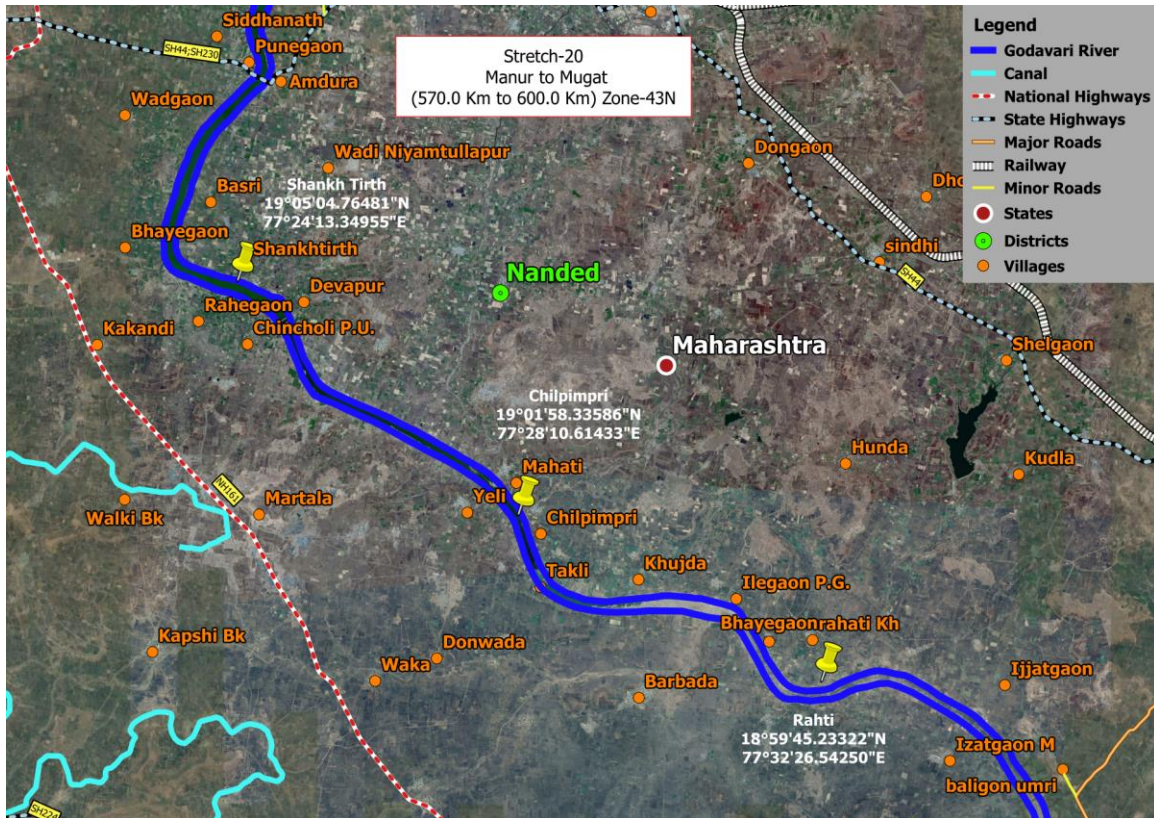 Siddhanath
SH44;SH230
Punegaon
Amdura
Wadgaon
Stretch-20
Manur to Mugat
(570.0 Km to 600.0 Km) Zone-43N
Legend
Godavari River
Canal
National Highways
State Highways
Major Roads
Railway
Minor Roads
States
Districts
Villages
Wadi Niyamtullapur
Dongaon
Shankh Tirth
19°05'04.76481"N
77°24'13.34955"E
Basri
Bhayegaon
Shankhtirth
sindhi
SH44
Nanded
Devapur
Rahegaon
Kakandi
Chincholi P.U.
Maharashtra
Shelgaon
Chilpimpri
19°01'58.33586"N
77°28'10.61433"E
Hunda
Kudla
Mahati
NH161
Walki Bk
Martala
Yeli
Chilpimpri
Takli
Khujda
Ilegaon P.G.
Bhayegaonrahati Kh
Kapshi Bk
Donwada
Waka
Barbada
Ijjatgaon
Rahti
18°59'45.23322"N
77°32'26.54250"E
Izatgaon M
baligon umri